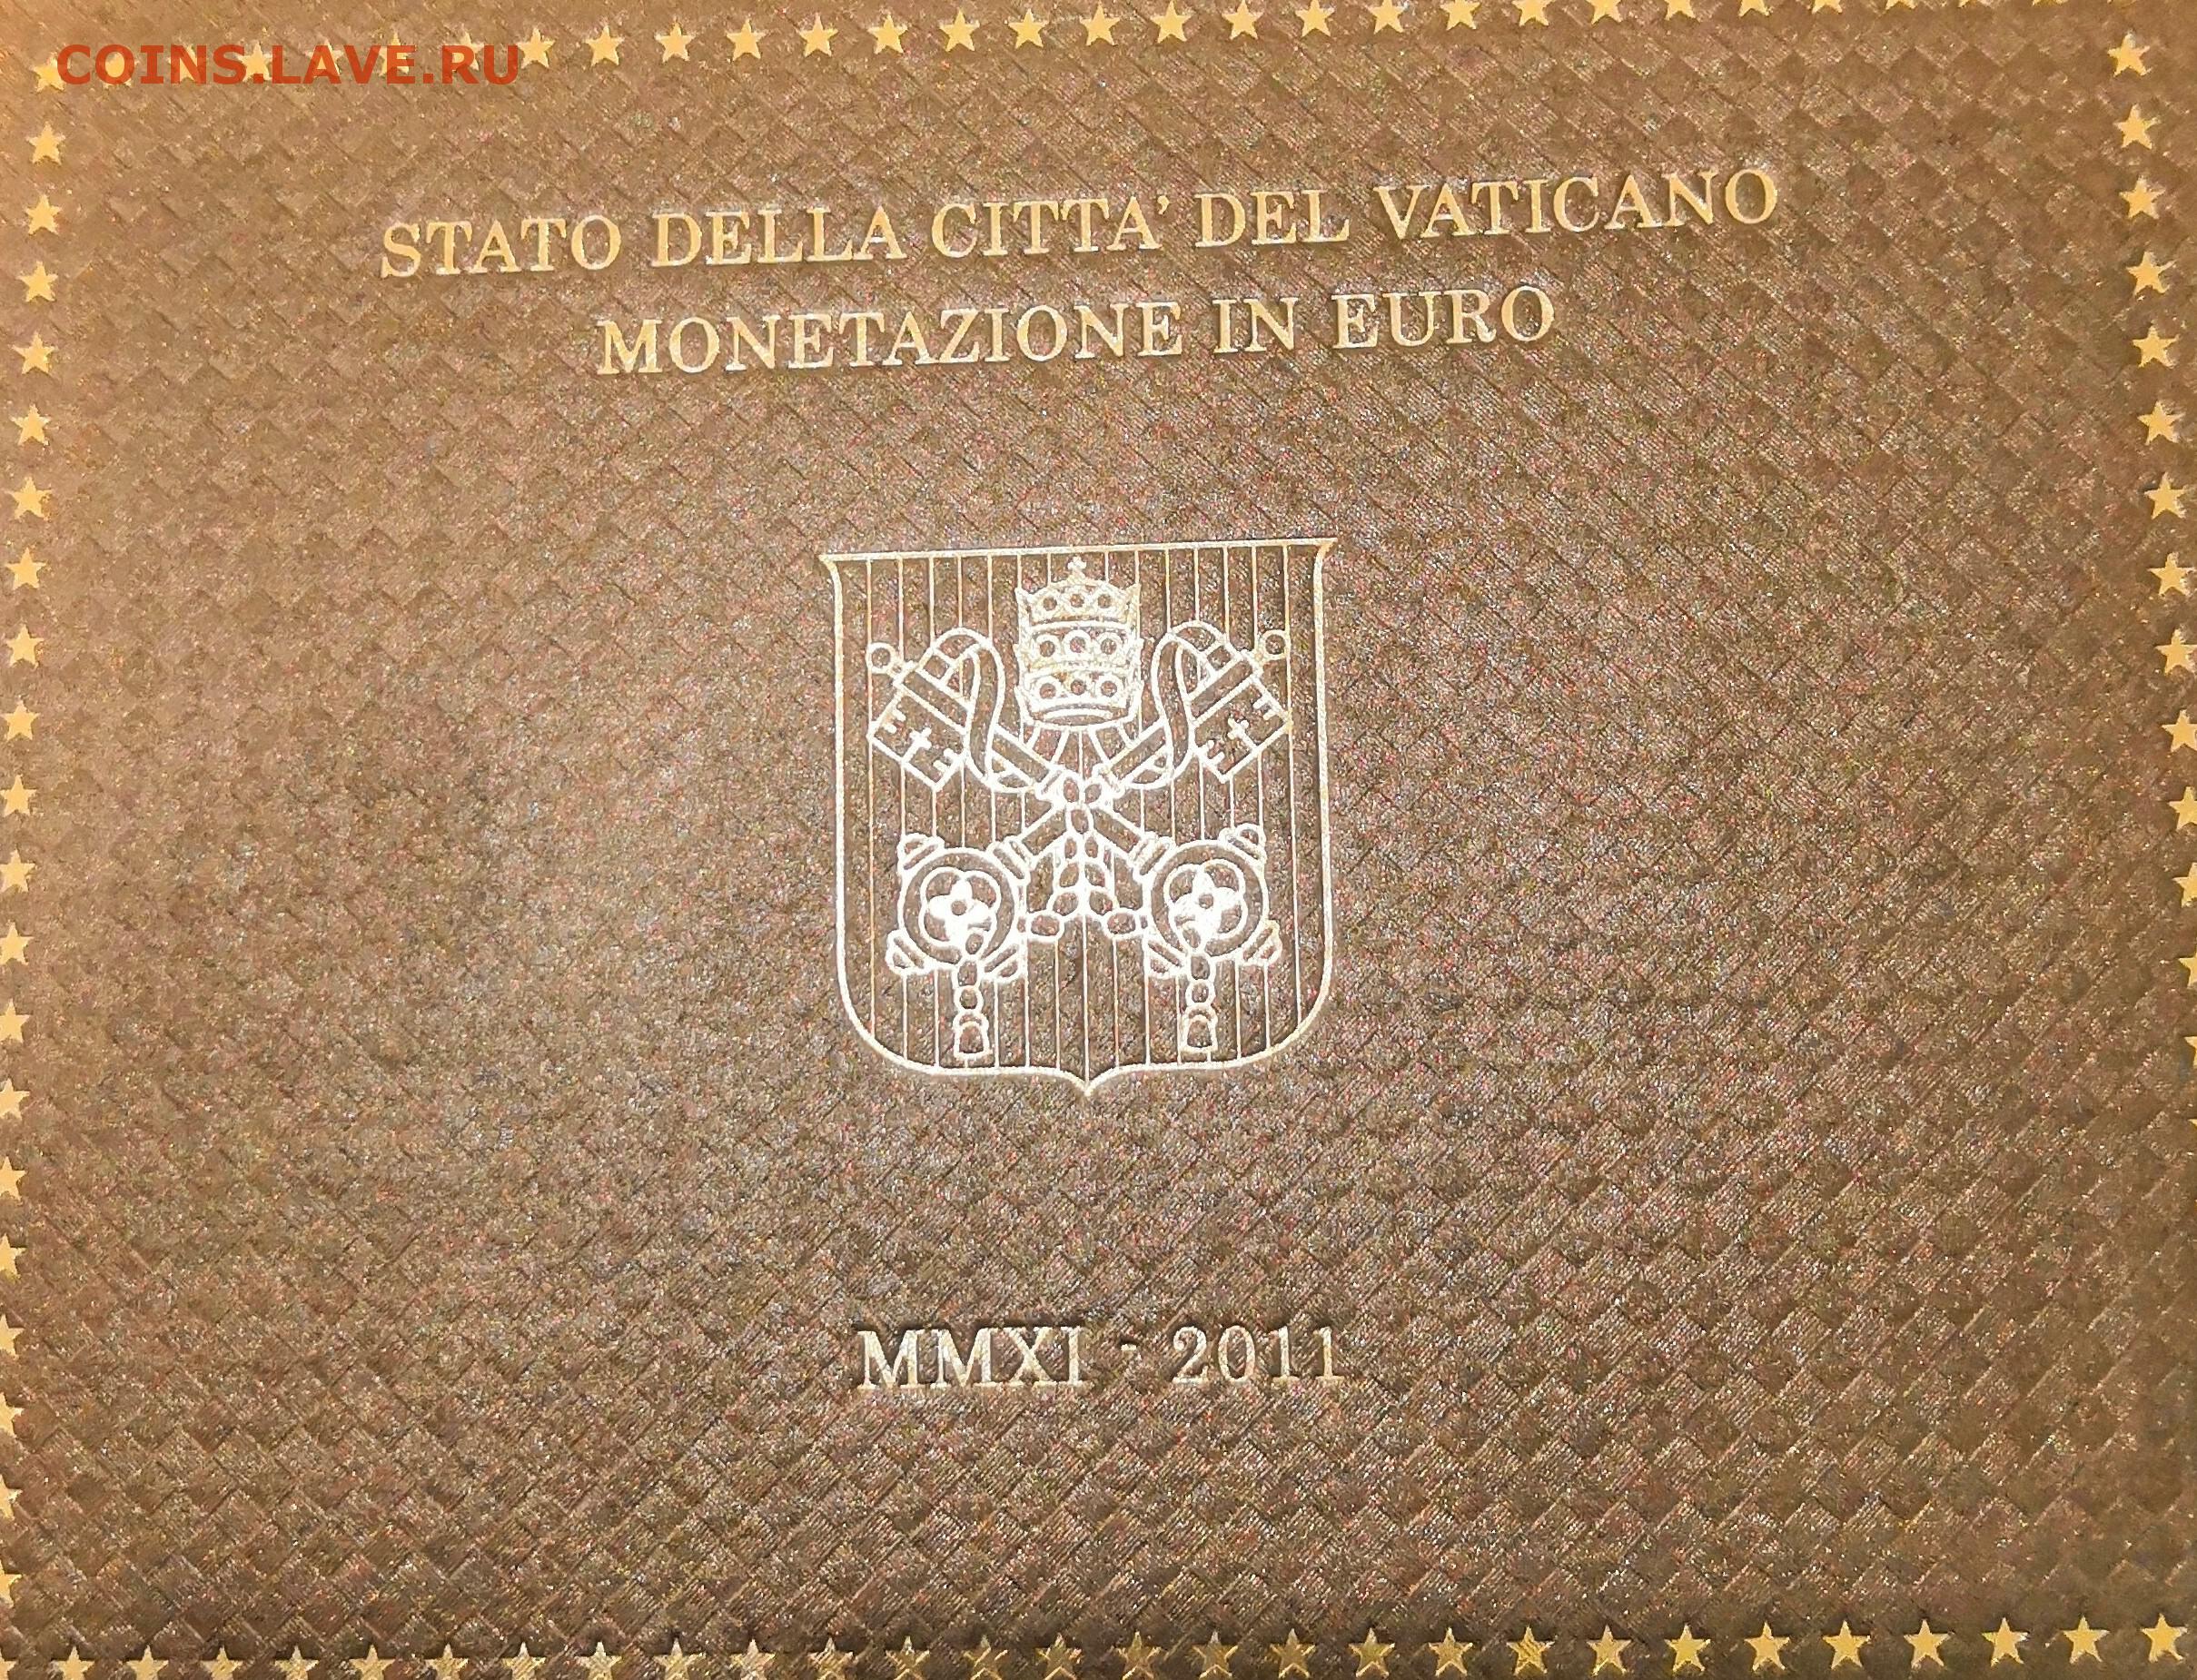 COINS.LAVE.RU
STATO DELLA CITTA' DEL VATICANO
MONETAZIONE IN EURO
MMXI - 2011